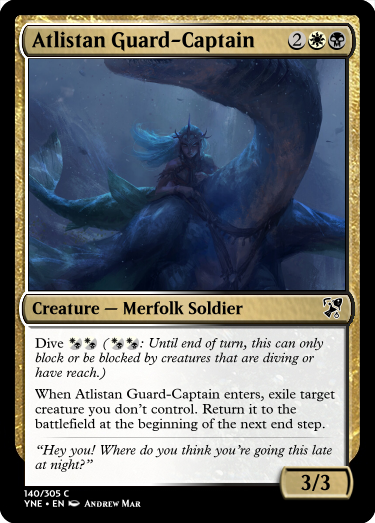 Atlistan Guard-Captain 2
Creature — Merfolk Soldier
Dive (: Until end of turn, this can only
block or be blocked by creatures that are diving or
have reach.)
When Atlistan Guard-Captain enters, exile target
creature you don't control. Return it to the
battlefield at the beginning of the next end step.
"Hey you! Where do you think you're going this late
at night?"
3/3
140/305 C
YNE • EN Andrew Mar